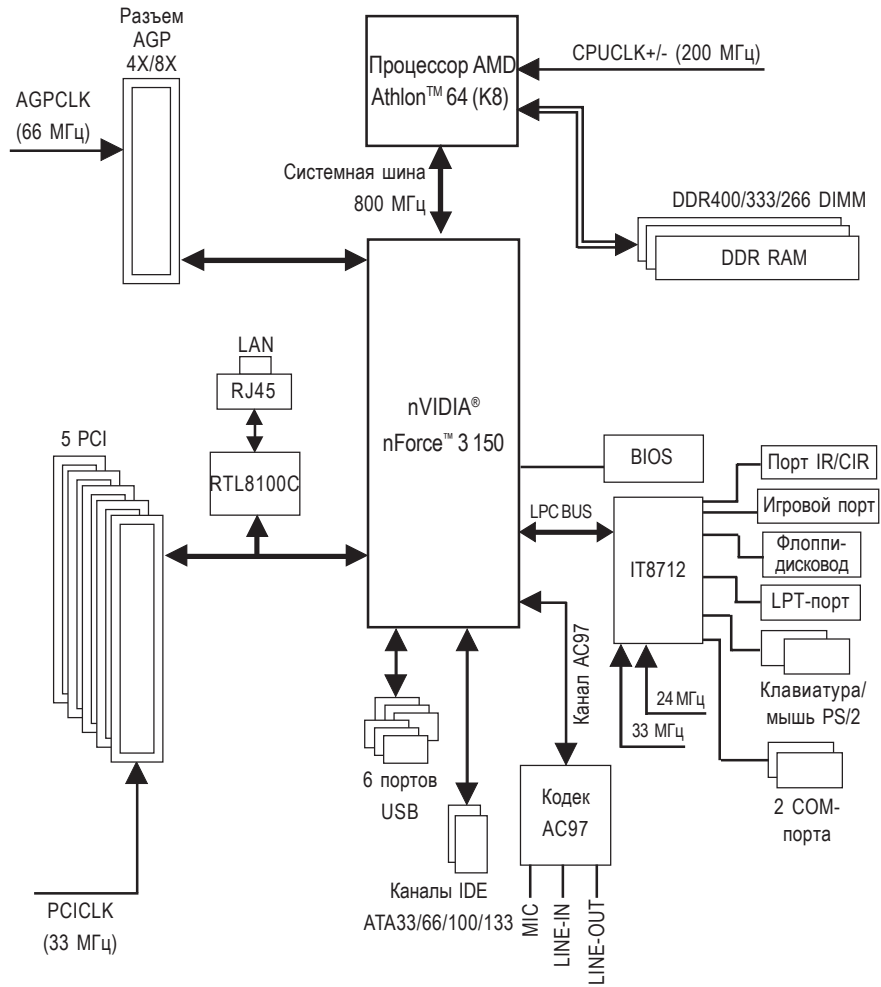 Разъем
AGP
4X/8X
AGPCLK
(66 МГц)
Процессор AMD
Athlon™ 64 (K8)
CPUCLK+/- (200 МГц)
Системная шина
800 МГц
DDR400/333/266 DIMM
DDR RAM
LAN
RJ45
RTL8100C
5 PCI
nVIDIA®
nForce™ 3 150
BIOS
LPC BUS
IT8712
Порт IR/CIR
Игровой порт
Флоппи-
дисковод
LPT-порт
Клавиатура/
мышь PS/2
2 COM-
порта
24 МГц
33 МГц
Канал AC97
6 портов
USB
Кодек
AC97
Каналы IDE
ATA33/66/100/133
MIC
LINE-IN
LINE-OUT
PCICLK
(33 МГц)